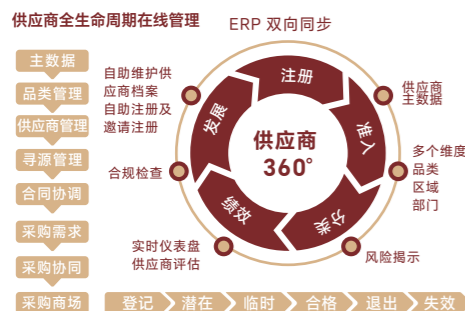 供应商全生命周期在线管理
ERP 双向同步
主数据
品类管理
供应商管理
寻源管理
合同协调
采购需求
采购协同
采购商场
自助维护供
应商档案
自助注册及
邀请注册
合规检查
实时仪表盘
供应商评估
注册
准入
分类
绩效
发展
供应商
360°
供应商
主数据
多个维度
品类
区域
部门
风险揭示
登记
潜在
临时
合格
退出
失效